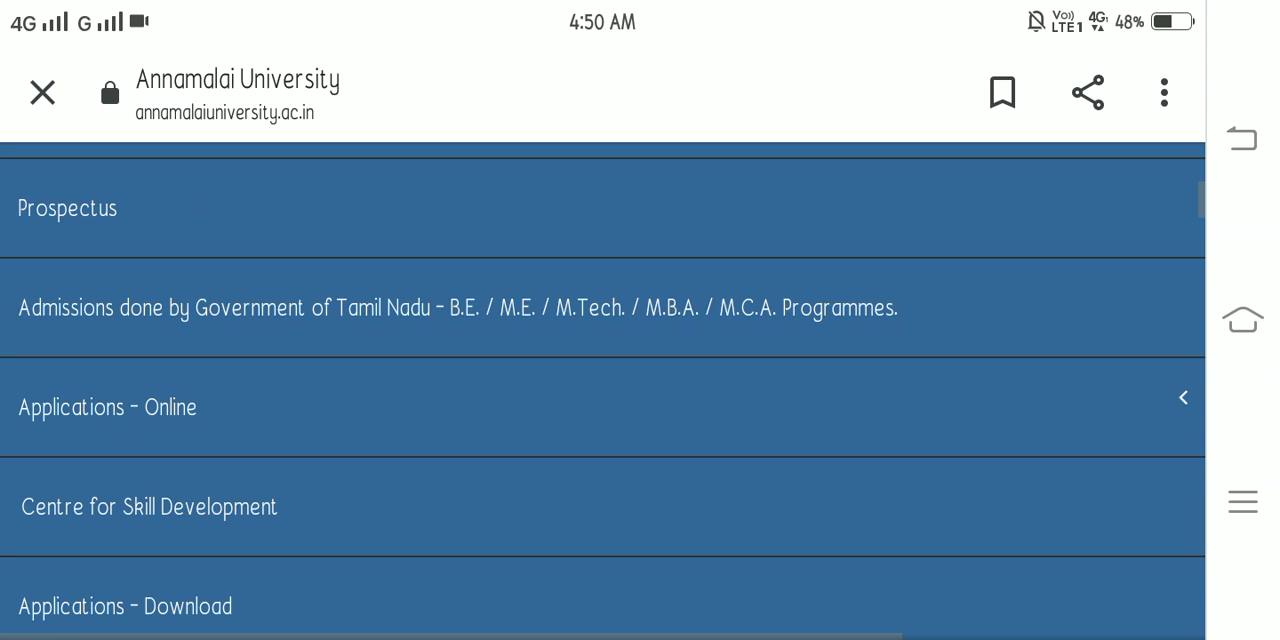 4G G 4:50 AM Vo)) LTE1 4G 48%
Annamalai University
annamalaiuniversity.ac.in
Prospectus
Admissions done by Government of Tamil Nadu - B.E. / M.E. / M.Tech. / M.B.A. / M.C.A. Programmes.
Applications - Online
Centre for Skill Development
Applications - Download